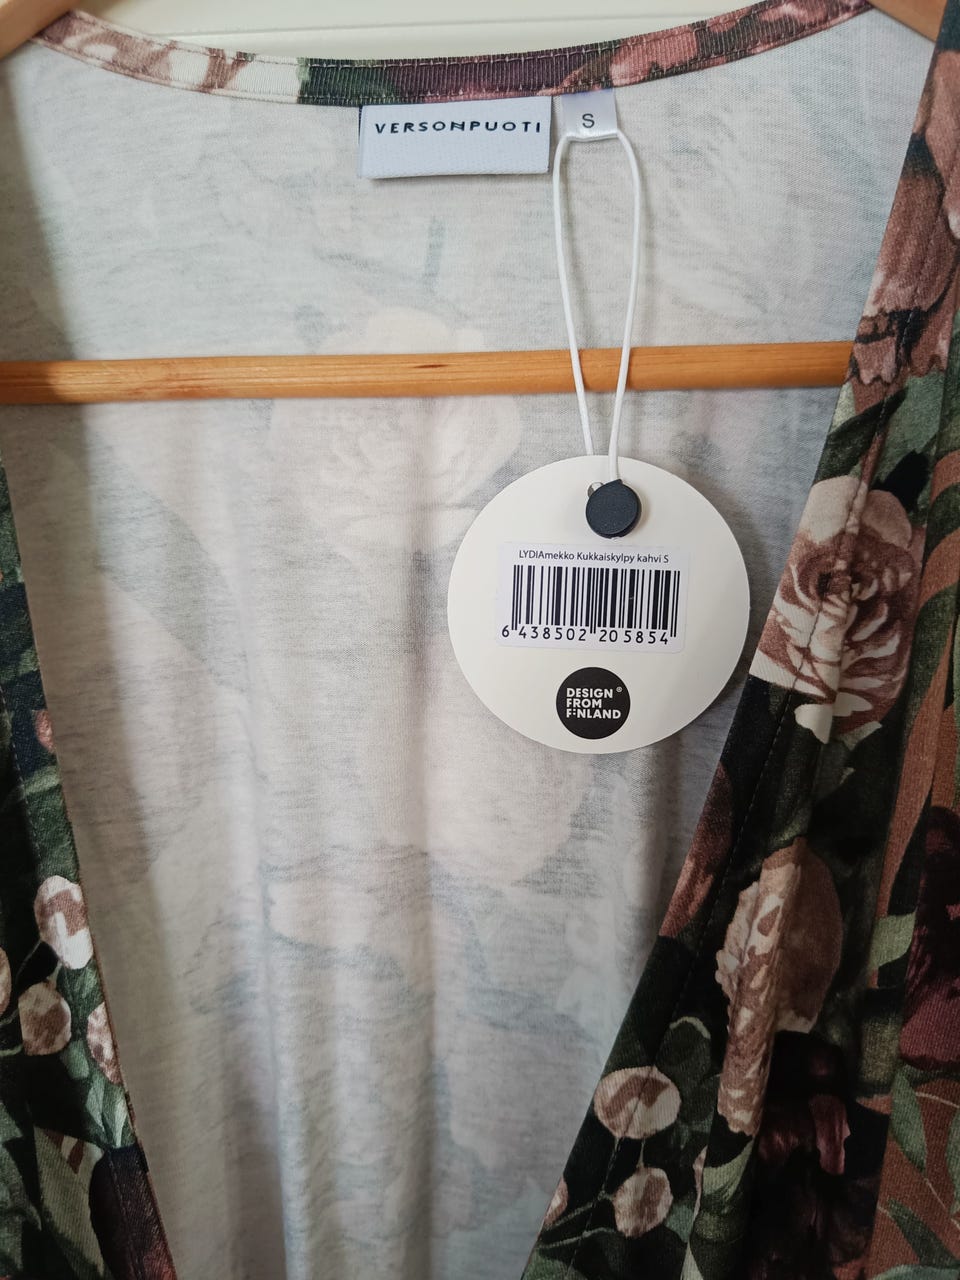 VERSONPUOTI
S
LYDIAmekko Kukkaiskylpy kahvi S
6 438502 205854
DESIGN ®
FROM
FINLAND